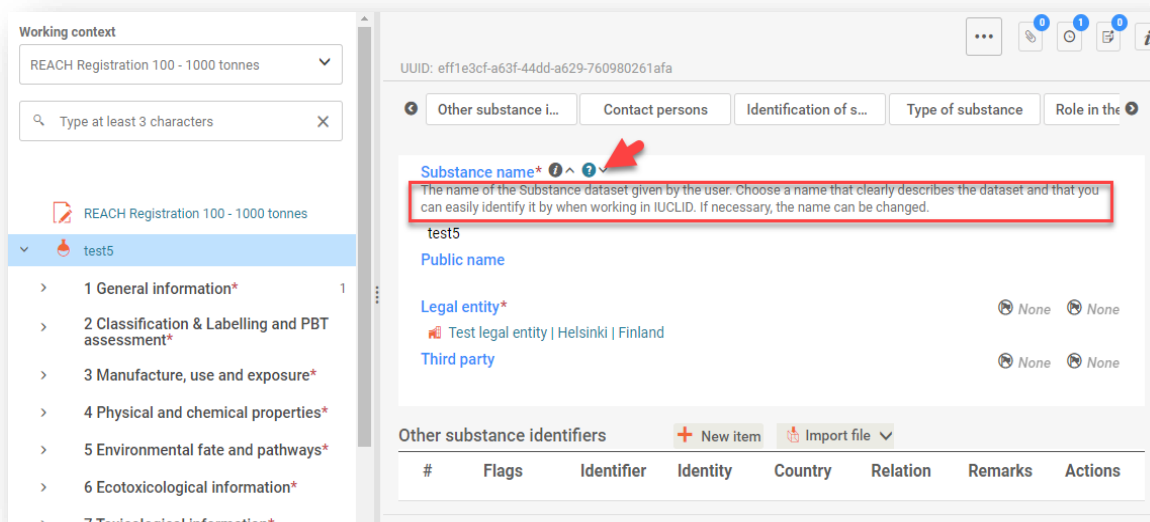 Working context
REACH Registration 100 - 1000 tonnes
Type at least 3 characters
REACH Registration 100 - 1000 tonnes
test5
1 General information*
1
2 Classification & Labelling and PBT
assessment*
3 Manufacture, use and exposure*
4 Physical and chemical properties*
5 Environmental fate and pathways*
6 Ecotoxicological information*
7 Toxicological information*
0
1
0
UUID: eff1e3cf-a63f-44dd-a629-760980261afa
Other substance i...
Contact persons
Identification of s...
Type of substance
Role in the
Substance name*
The name of the Substance dataset given by the user. Choose a name that clearly describes the dataset and that you
can easily identify it by when working in IUCLID. If necessary, the name can be changed.
test5
Public name
Legal entity*
None
None
Test legal entity | Helsinki | Finland
Third party
None
None
Other substance identifiers
New item
Import file
# Flags Identifier Identity Country Relation Remarks Actions